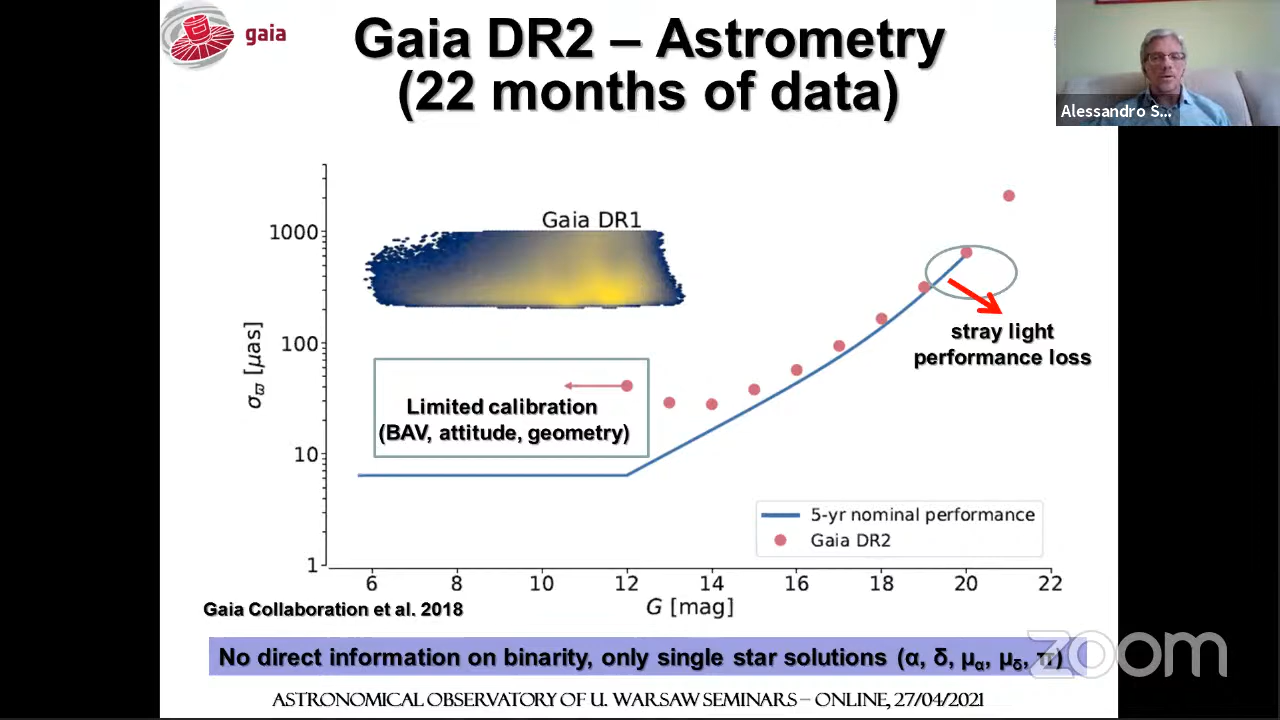 gaia
Gaia DR2 – Astrometry
(22 months of data)
Alessandro S...
Gaia DR1
1000
100
10
1
σϖ [μas]
stray light
performance loss
Limited calibration
(BAV, attitude, geometry)
5-yr nominal performance
Gaia DR2
6 8 10 12 14 16 18 20 22
G [mag]
Gaia Collaboration et al. 2018
No direct information on binarity, only single star solutions (α, δ, μα, μδ, π)
zoom
ASTRONOMICAL OBSERVATORY OF U. WARSAW SEMINARS – ONLINE, 27/04/2021